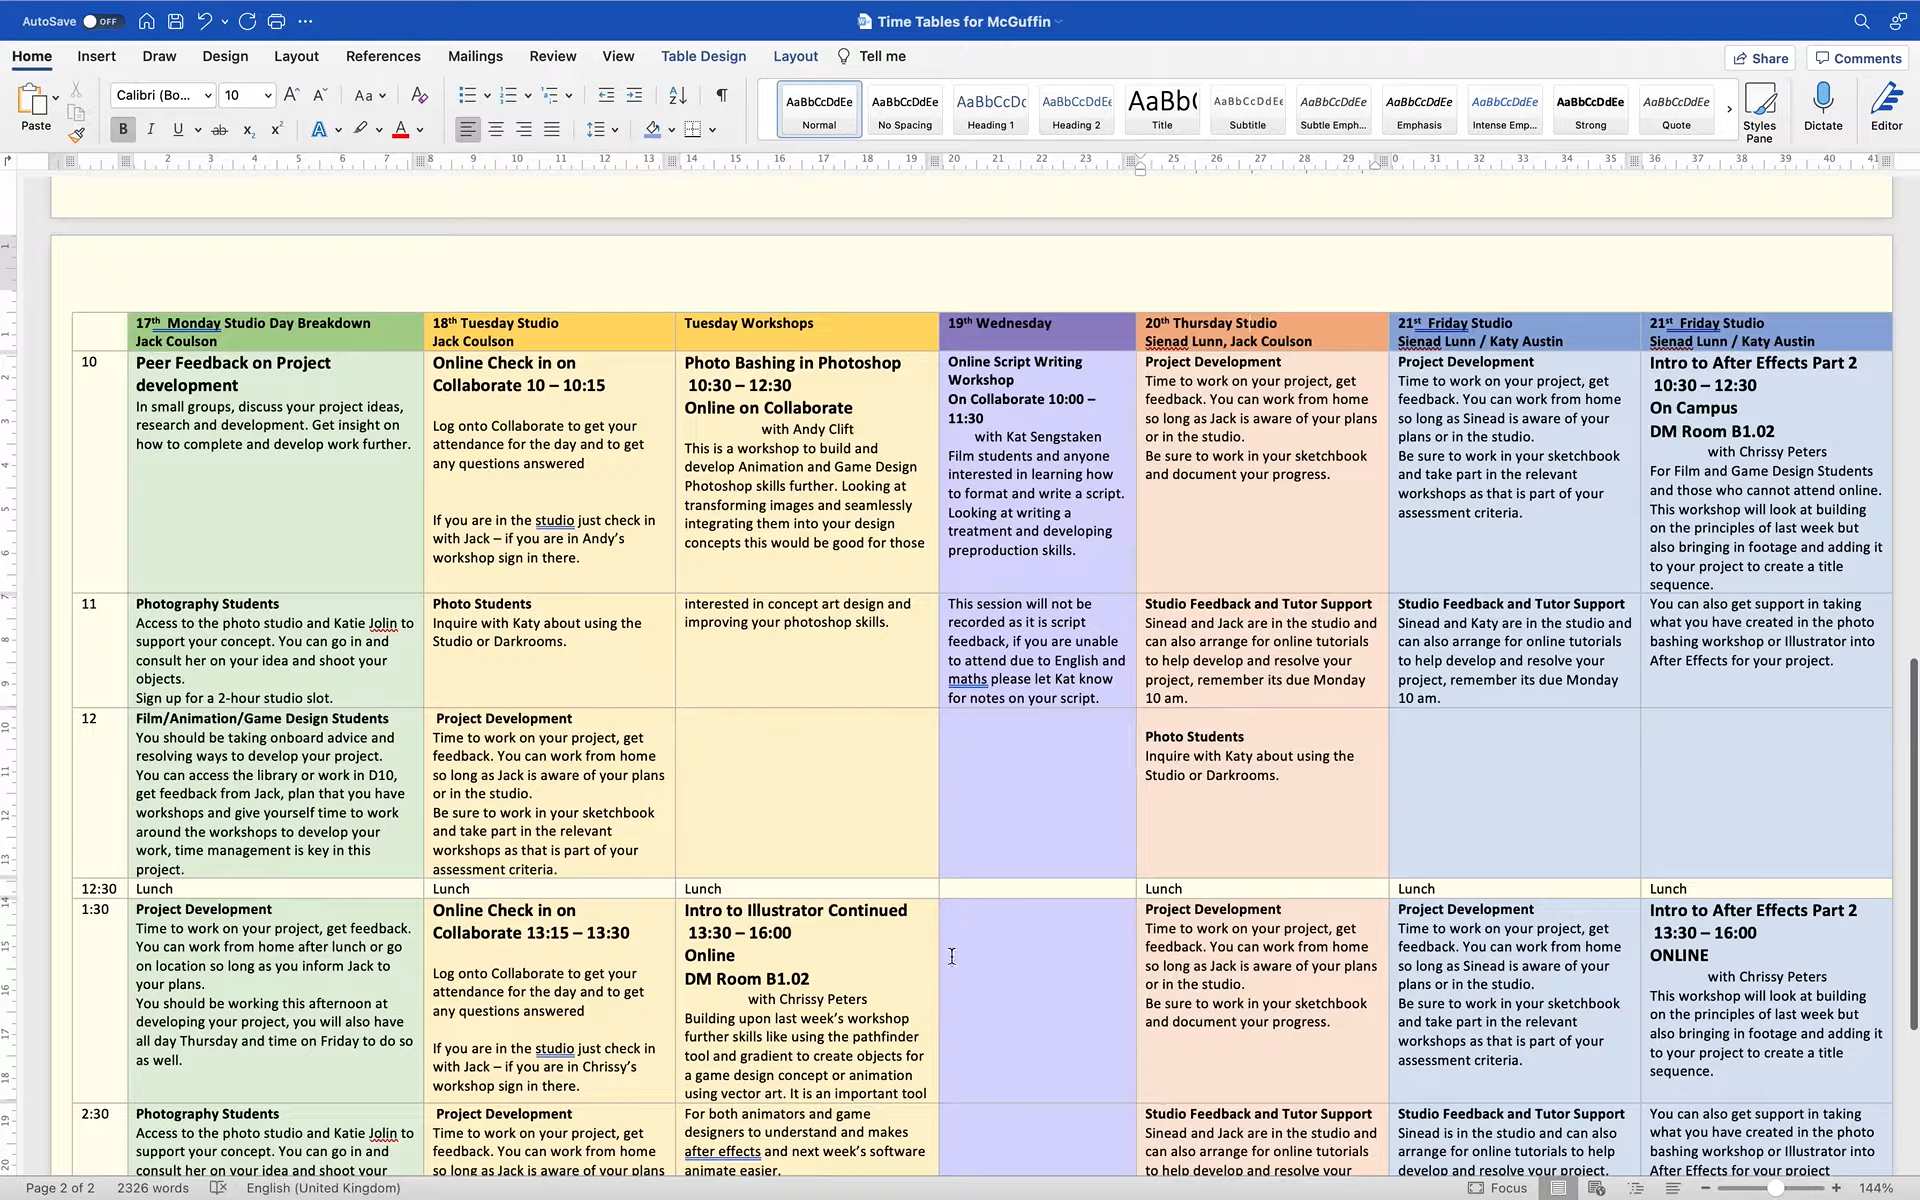 AutoSave OFF
Time Tables for McGuffin
Home Insert Draw Design Layout References Mailings Review View Table Design Layout Tell me
Share Comments
Paste
Calibri (Bo... 10
AaBbCcDdEe Normal
AaBbCcDdEe No Spacing
AaBbCcDc Heading 1
AaBbCcDdEe Heading 2
AaBb( Title
AaBbCcDdEe Subtitle
AaBbCcDdEe Subtle Emph...
AaBbCcDdEe Emphasis
AaBbCcDdEe Intense Emp...
AaBbCcDdEe Strong
AaBbCcDdEe Quote
Styles Pane
Dictate
Editor
17th Monday Studio Day Breakdown
Jack Coulson
18th Tuesday Studio
Jack Coulson
Tuesday Workshops
19th Wednesday
20th Thursday Studio
Sienad Lunn, Jack Coulson
21st Friday Studio
Sienad Lunn / Katy Austin
21st Friday Studio
Sienad Lunn / Katy Austin
10
Peer Feedback on Project
development
In small groups, discuss your project ideas,
research and development. Get insight on
how to complete and develop work further.
Online Check in on
Collaborate 10 – 10:15
Log onto Collaborate to get your
attendance for the day and to get
any questions answered
If you are in the studio just check in
with Jack – if you are in Andy’s
workshop sign in there.
Photo Bashing in Photoshop
10:30 – 12:30
Online on Collaborate
with Andy Clift
This is a workshop to build and
develop Animation and Game Design
Photoshop skills further. Looking at
transforming images and seamlessly
integrating them into your design
concepts this would be good for those
Online Script Writing
Workshop
On Collaborate 10:00 –
11:30
with Kat Sengstaken
Film students and anyone
interested in learning how
to format and write a script.
Looking at writing a
treatment and developing
preproduction skills.
Project Development
Time to work on your project, get
feedback. You can work from home
so long as Jack is aware of your plans
or in the studio.
Be sure to work in your sketchbook
and document your progress.
Project Development
Time to work on your project, get
feedback. You can work from home
so long as Sinead is aware of your
plans or in the studio.
Be sure to work in your sketchbook
and take part in the relevant
workshops as that is part of your
assessment criteria.
Intro to After Effects Part 2
10:30 – 12:30
On Campus
DM Room B1.02
with Chrissy Peters
For Film and Game Design Students
and those who cannot attend online.
This workshop will look at building
on the principles of last week but
also bringing in footage and adding it
to your project to create a title
sequence.
11
Photography Students
Access to the photo studio and Katie Jolin to
support your concept. You can go in and
consult her on your idea and shoot your
objects.
Sign up for a 2-hour studio slot.
Photo Students
Inquire with Katy about using the
Studio or Darkrooms.
interested in concept art design and
improving your photoshop skills.
This session will not be
recorded as it is script
feedback, if you are unable
to attend due to English and
maths please let Kat know
for notes on your script.
Studio Feedback and Tutor Support
Sinead and Jack are in the studio and
can also arrange for online tutorials
to help develop and resolve your
project, remember its due Monday
10 am.
Studio Feedback and Tutor Support
Sinead and Katy are in the studio and
can also arrange for online tutorials
to help develop and resolve your
project, remember its due Monday
10 am.
You can also get support in taking
what you have created in the photo
bashing workshop or Illustrator into
After Effects for your project.
12
Film/Animation/Game Design Students
You should be taking onboard advice and
resolving ways to develop your project.
You can access the library or work in D10,
get feedback from Jack, plan that you have
workshops and give yourself time to work
around the workshops to develop your
work, time management is key in this
project.
Project Development
Time to work on your project, get
feedback. You can work from home
so long as Jack is aware of your plans
or in the studio.
Be sure to work in your sketchbook
and take part in the relevant
workshops as that is part of your
assessment criteria.
Photo Students
Inquire with Katy about using the
Studio or Darkrooms.
12:30 Lunch Lunch Lunch Lunch Lunch Lunch
1:30
Project Development
Time to work on your project, get feedback.
You can work from home after lunch or go
on location so long as you inform Jack to
your plans.
You should be working this afternoon at
developing your project, you will also have
all day Thursday and time on Friday to do so
as well.
Online Check in on
Collaborate 13:15 – 13:30
Log onto Collaborate to get your
attendance for the day and to get
any questions answered
If you are in the studio just check in
with Jack – if you are in Chrissy’s
workshop sign in there.
Intro to Illustrator Continued
13:30 – 16:00
Online
DM Room B1.02
with Chrissy Peters
Building upon last week’s workshop
further skills like using the pathfinder
tool and gradient to create objects for
a game design concept or animation
using vector art. It is an important tool
Project Development
Time to work on your project, get
feedback. You can work from home
so long as Jack is aware of your plans
or in the studio.
Be sure to work in your sketchbook
and document your progress.
Project Development
Time to work on your project, get
feedback. You can work from home
so long as Sinead is aware of your
plans or in the studio.
Be sure to work in your sketchbook
and take part in the relevant
workshops as that is part of your
assessment criteria.
Intro to After Effects Part 2
13:30 – 16:00
ONLINE
with Chrissy Peters
This workshop will look at building
on the principles of last week but
also bringing in footage and adding it
to your project to create a title
sequence.
2:30
Photography Students
Access to the photo studio and Katie Jolin to
support your concept. You can go in and
consult her on your idea and shoot your
Project Development
Time to work on your project, get
feedback. You can work from home
so long as Jack is aware of your plans
For both animators and game
designers to understand and makes
after effects and next week’s software
animate easier.
Studio Feedback and Tutor Support
Sinead and Jack are in the studio and
can also arrange for online tutorials
to help develop and resolve your
Studio Feedback and Tutor Support
Sinead is in the studio and can also
arrange for online tutorials to help
develop and resolve your project.
You can also get support in taking
what you have created in the photo
bashing workshop or Illustrator into
After Effects for your project
Page 2 of 2 2326 words English (United Kingdom) Focus 144%